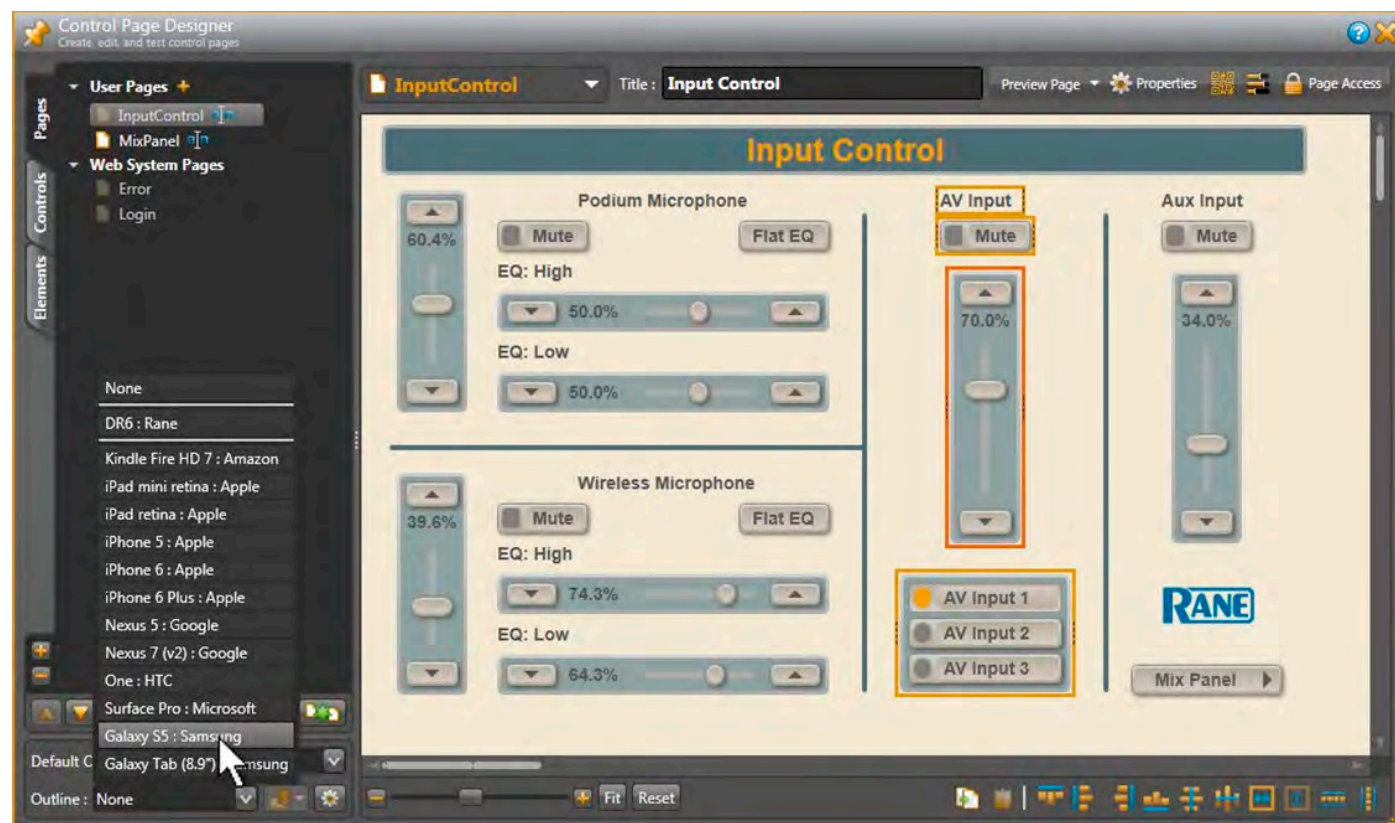 Control Page Designer
Create, edit, and test control pages
Pages
Controls
Elements
User Pages
InputControl
MixPanel
Web System Pages
Error
Login
None
DR6 : Rane
Kindle Fire HD 7 : Amazon
iPad mini retina : Apple
iPad retina : Apple
iPhone 5 : Apple
iPhone 6 : Apple
iPhone 6 Plus : Apple
Nexus 5 : Google
Nexus 7 (v2) : Google
One : HTC
Surface Pro : Microsoft
Galaxy S5 : Samsung
Galaxy Tab (8.9")
Default
Outline : None
InputControl
Title : Input Control
Preview Page
Properties
Page Access
Input Control
Podium Microphone
60.4%
Mute
Flat EQ
EQ: High
50.0%
EQ: Low
50.0%
Wireless Microphone
39.6%
Mute
Flat EQ
EQ: High
74.3%
EQ: Low
64.3%
AV Input
Mute
70.0%
AV Input 1
AV Input 2
AV Input 3
Aux Input
Mute
34.0%
RANE
Mix Panel
Fit
Reset